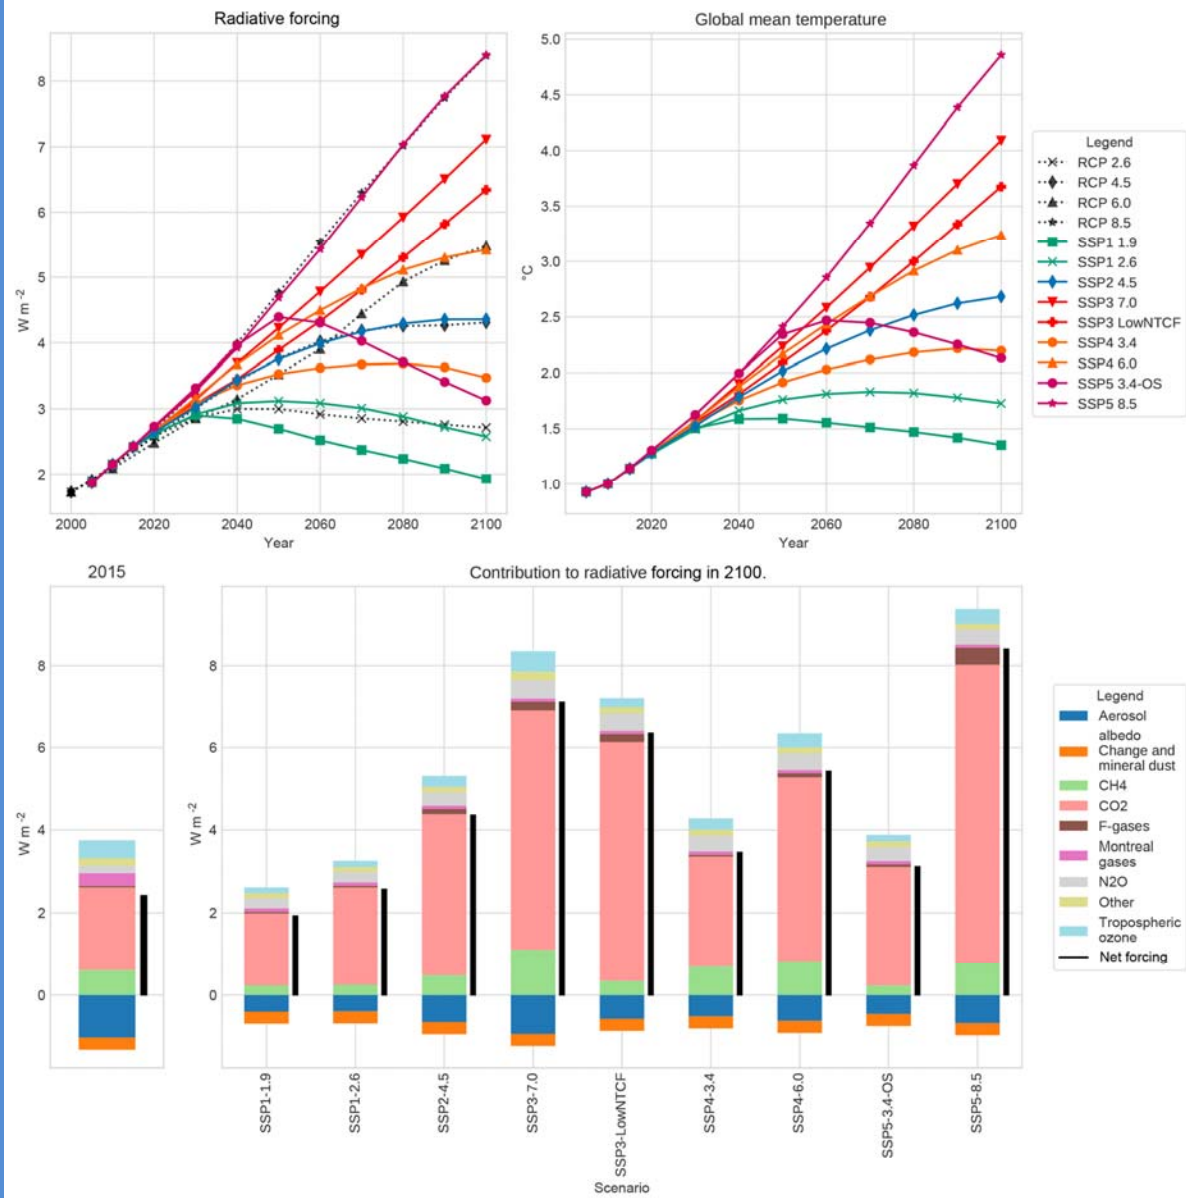 Radiative forcing
8
7
6
5
4
3
2
W m -2
2000
2020
2040
2060
2080
2100
Year
Global mean temperature
5.0
4.5
4.0
3.5
3.0
2.5
2.0
1.5
1.0
°C
2020
2040
2060
2080
2100
Year
Legend
RCP 2.6
RCP 4.5
RCP 6.0
RCP 8.5
SSP1 1.9
SSP1 2.6
SSP2 4.5
SSP3 7.0
SSP3 LowNTCF
SSP4 3.4
SSP4 6.0
SSP5 3.4-OS
SSP5 8.5
2015
8
6
4
2
0
W m -2
Contribution to radiative forcing in 2100.
8
6
4
2
0
W m -2
SSP1-1.9
SSP1-2.6
SSP2-4.5
SSP3-7.0
SSP3-LowNTCF
SSP4-3.4
SSP4-6.0
SSP5-3.4-OS
SSP5-8.5
Scenario
Legend
Aerosol
albedo
Change and
mineral dust
CH4
CO2
F-gases
Montreal
gases
N2O
Other
Tropospheric
ozone
Net forcing